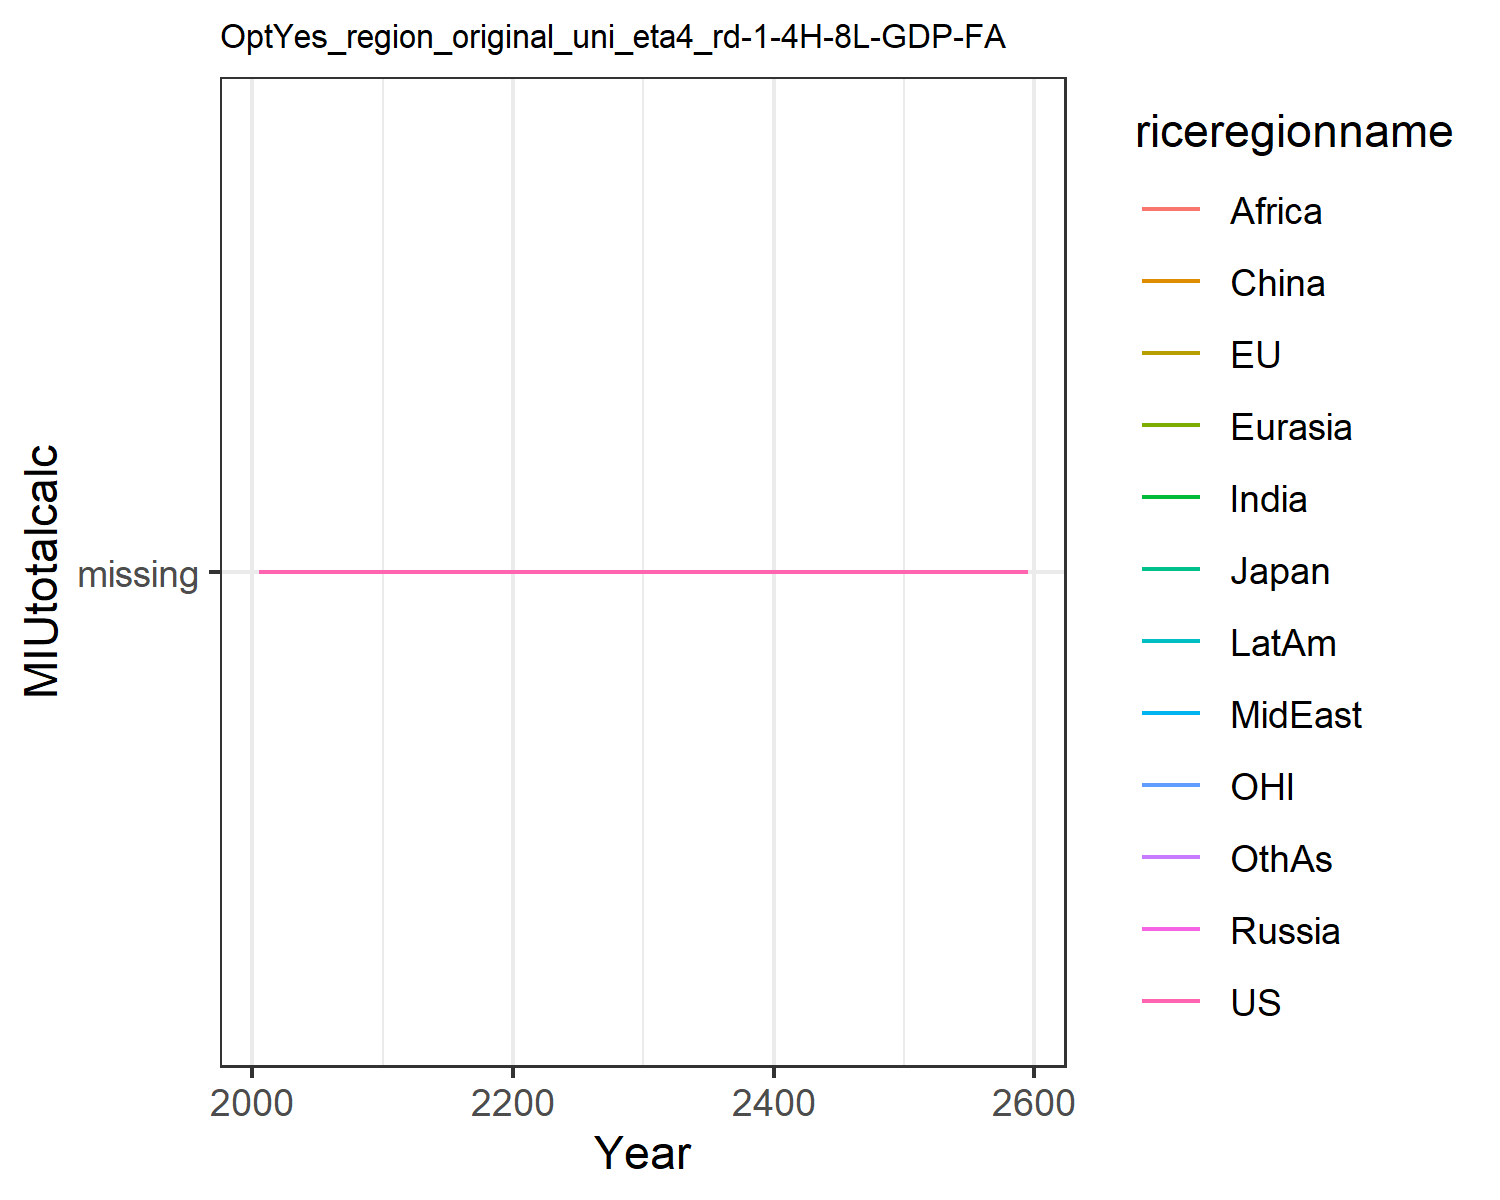 OptYes_region_original_uni_eta4_rd-1-4H-8L-GDP-FA
MIUtotalcalc
missing
2000 2200 2400 2600
Year
riceregionname
Africa
China
EU
Eurasia
India
Japan
LatAm
MidEast
OHI
OthAs
Russia
US